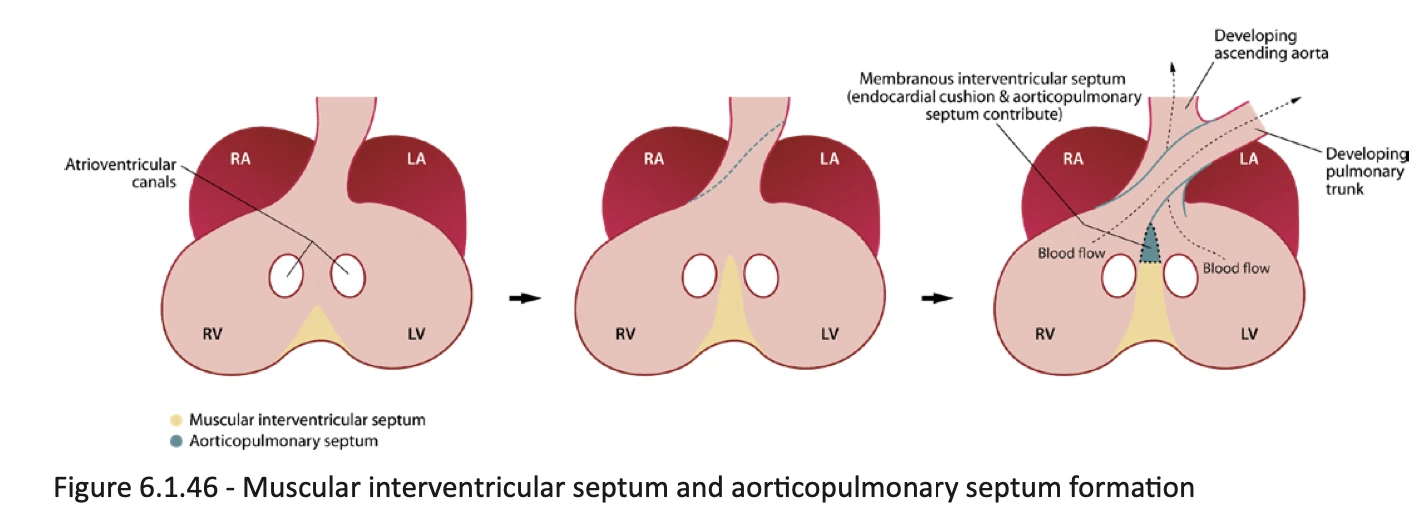 Atrioventricular
canals
RA
LA
RV
LV
RA
LA
RV
LV
Membranous interventricular septum
(endocardial cushion & aorticopulmonary
septum contribute)
Developing
ascending aorta
RA
LA
Developing
pulmonary
trunk
Blood flow
Blood flow
RV
LV
Muscular interventricular septum
Aorticopulmonary septum
Figure 6.1.46 - Muscular interventricular septum and aorticopulmonary septum formation